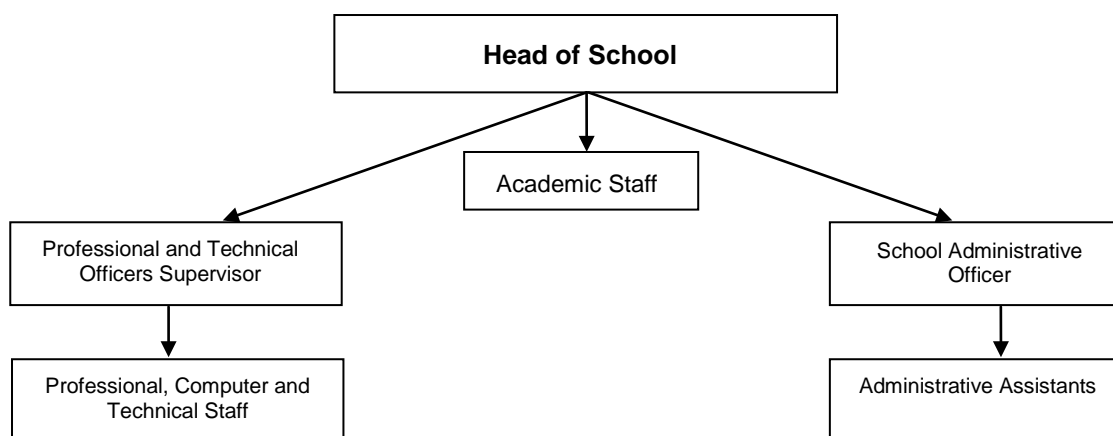 Head of School
Academic Staff
Professional and Technical
Officers Supervisor
School Administrative
Officer
Professional, Computer and
Technical Staff
Administrative Assistants